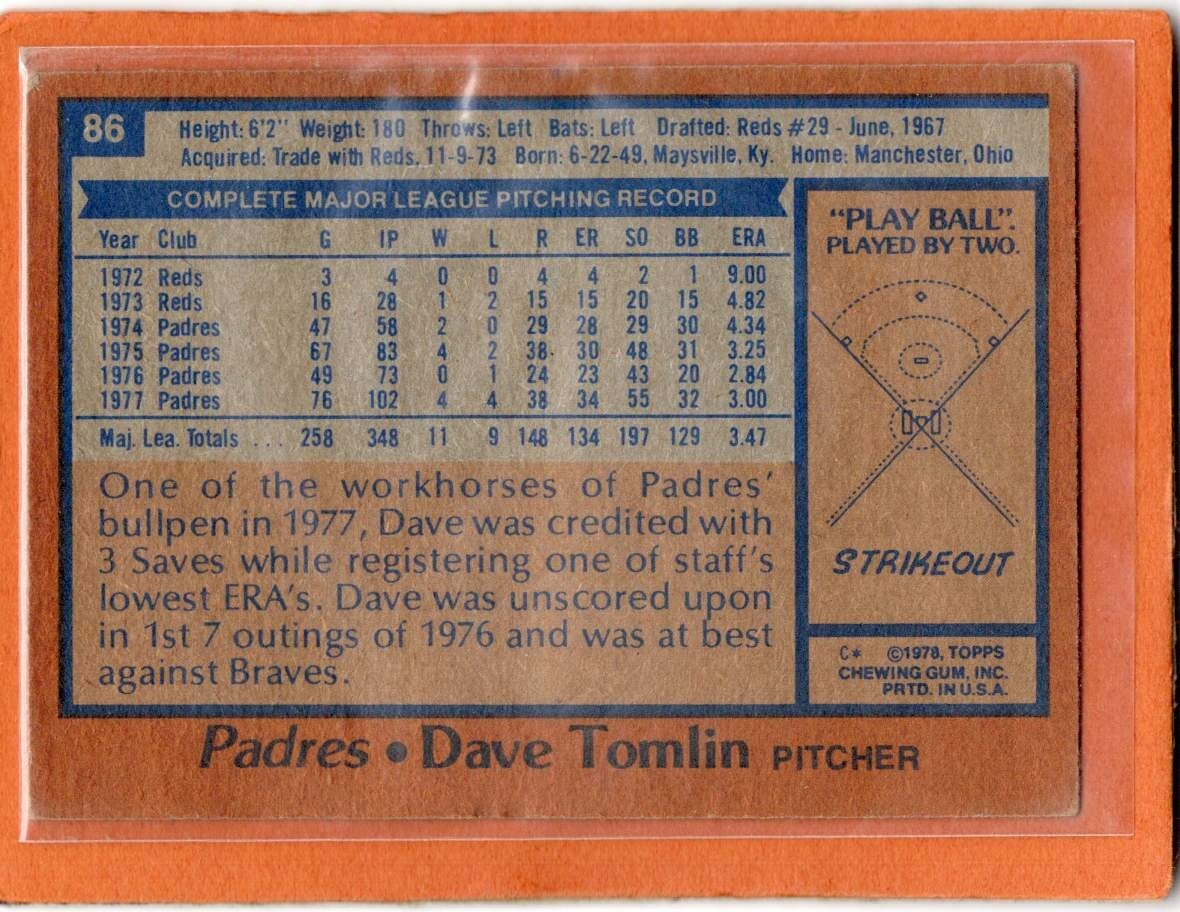 86
Height: 6'2" Weight: 180 Throws: Left Bats: Left Drafted: Reds #29 - June, 1967
Acquired: Trade with Reds, 11-9-73 Born: 6-22-49, Maysville, Ky. Home: Manchester, Ohio
COMPLETE MAJOR LEAGUE PITCHING RECORD
Year Club G IP W L R ER SO BB ERA
1972 Reds 3 4 0 0 4 4 2 1 9.00
1973 Reds 16 28 1 2 15 15 20 15 4.82
1974 Padres 47 58 2 0 29 28 29 30 4.34
1975 Padres 67 83 4 2 38 30 48 31 3.25
1976 Padres 49 73 0 1 24 23 43 20 2.84
1977 Padres 76 102 4 4 38 34 55 32 3.00
Maj. Lea. Totals ... 258 348 11 9 148 134 197 129 3.47
One of the workhorses of Padres'
bullpen in 1977, Dave was credited with
3 Saves while registering one of staff's
lowest ERA's. Dave was unscored upon
in 1st 7 outings of 1976 and was at best
against Braves.
"PLAY BALL".
PLAYED BY TWO.
STRIKEOUT
C* ©1978, TOPPS
CHEWING GUM, INC.
PRTD. IN U.S.A.
Padres • Dave Tomlin PITCHER